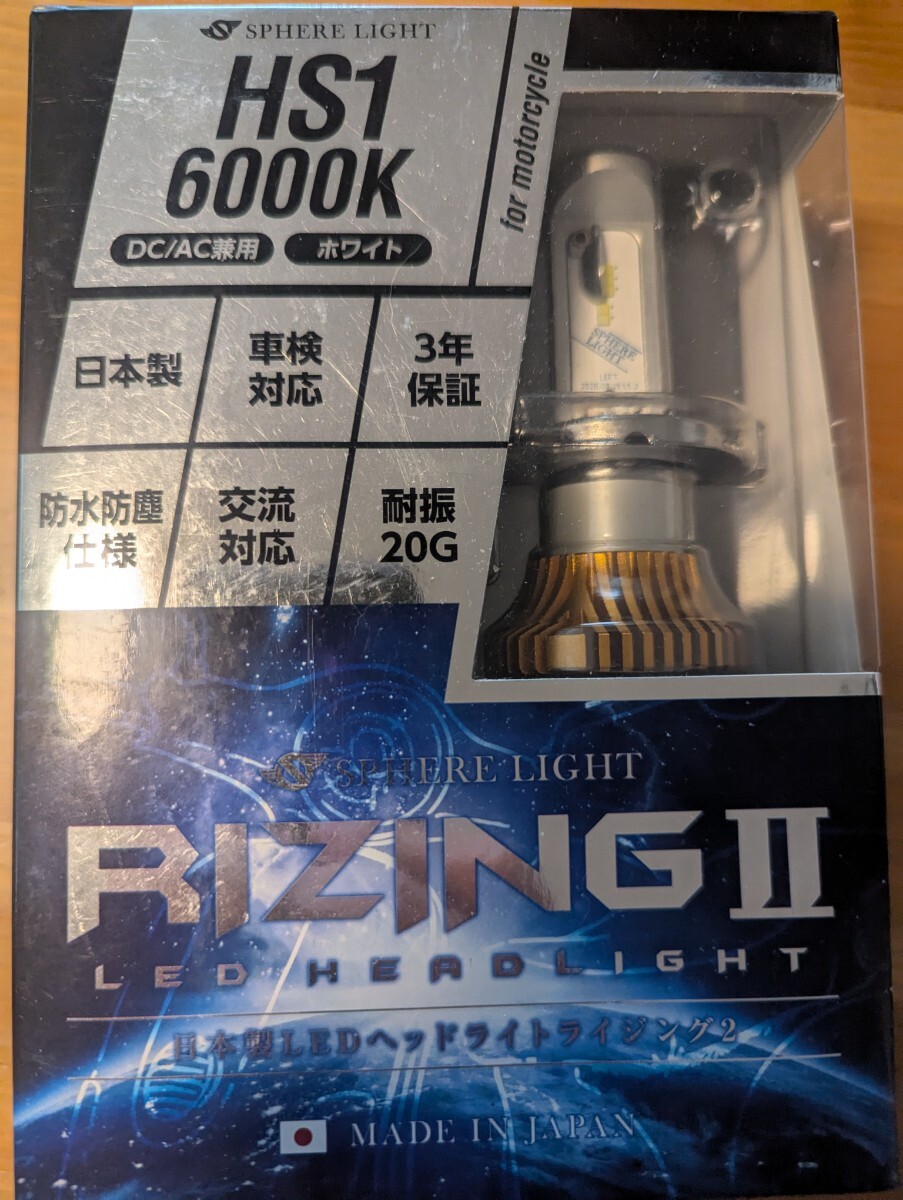 SPHERE LIGHT
HS1
6000K
DC/AC兼用
ホワイト
for motorcycle
日本製
車検
対応
3年
保証
防水防塵
仕様
交流
対応
耐振
20G
SPHERE
LIGHT
SPHERE LIGHT
RIZING II
LED HEADLIGHT
日本製LEDヘッドライトライジング2
MADE IN JAPAN